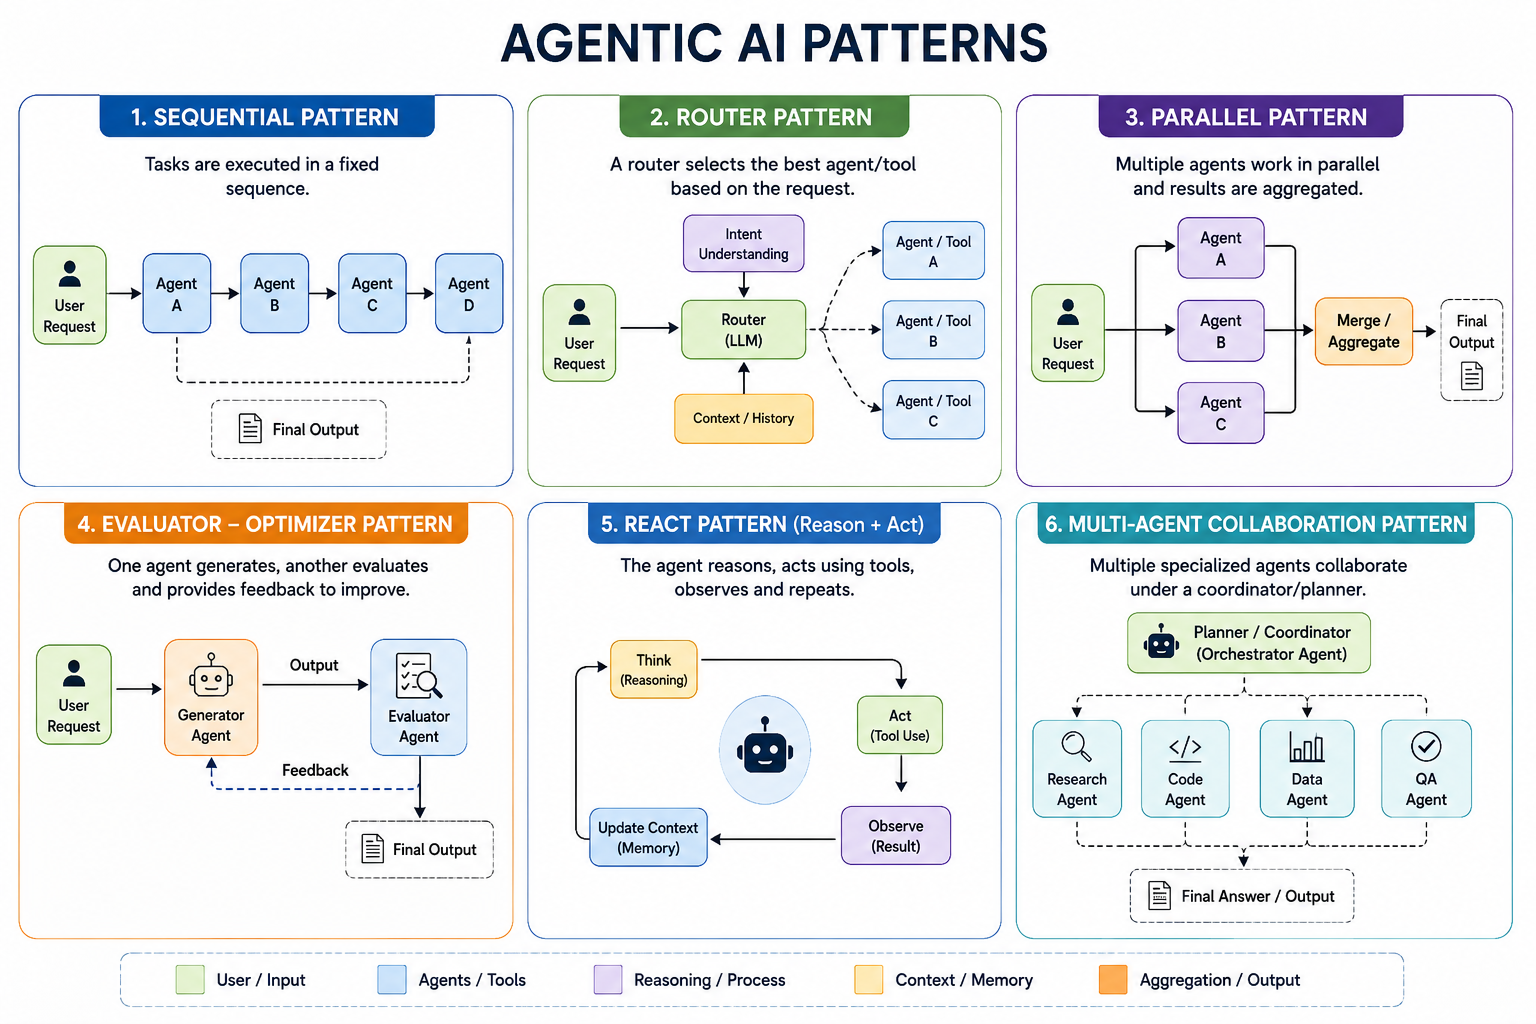 AGENTIC AI PATTERNS
1. SEQUENTIAL PATTERN
Tasks are executed in a fixed
sequence.
User
Request
Agent
A
Agent
B
Agent
C
Agent
D
Final Output
2. ROUTER PATTERN
A router selects the best agent/tool
based on the request.
Intent
Understanding
User
Request
Router
(LLM)
Context / History
Agent / Tool
A
Agent / Tool
B
Agent / Tool
C
3. PARALLEL PATTERN
Multiple agents work in parallel
and results are aggregated.
User
Request
Agent
A
Agent
B
Agent
C
Merge /
Aggregate
Final
Output
4. EVALUATOR – OPTIMIZER PATTERN
One agent generates, another evaluates
and provides feedback to improve.
User
Request
Generator
Agent
Output
Evaluator
Agent
Feedback
Final Output
5. REACT PATTERN (Reason + Act)
The agent reasons, acts using tools,
observes and repeats.
Think
(Reasoning)
Act
(Tool Use)
Observe
(Result)
Update Context
(Memory)
6. MULTI-AGENT COLLABORATION PATTERN
Multiple specialized agents collaborate
under a coordinator/planner.
Planner / Coordinator
(Orchestrator Agent)
Research
Agent
</>
Code
Agent
Data
Agent
QA
Agent
Final Answer / Output
User / Input
Agents / Tools
Reasoning / Process
Context / Memory
Aggregation / Output